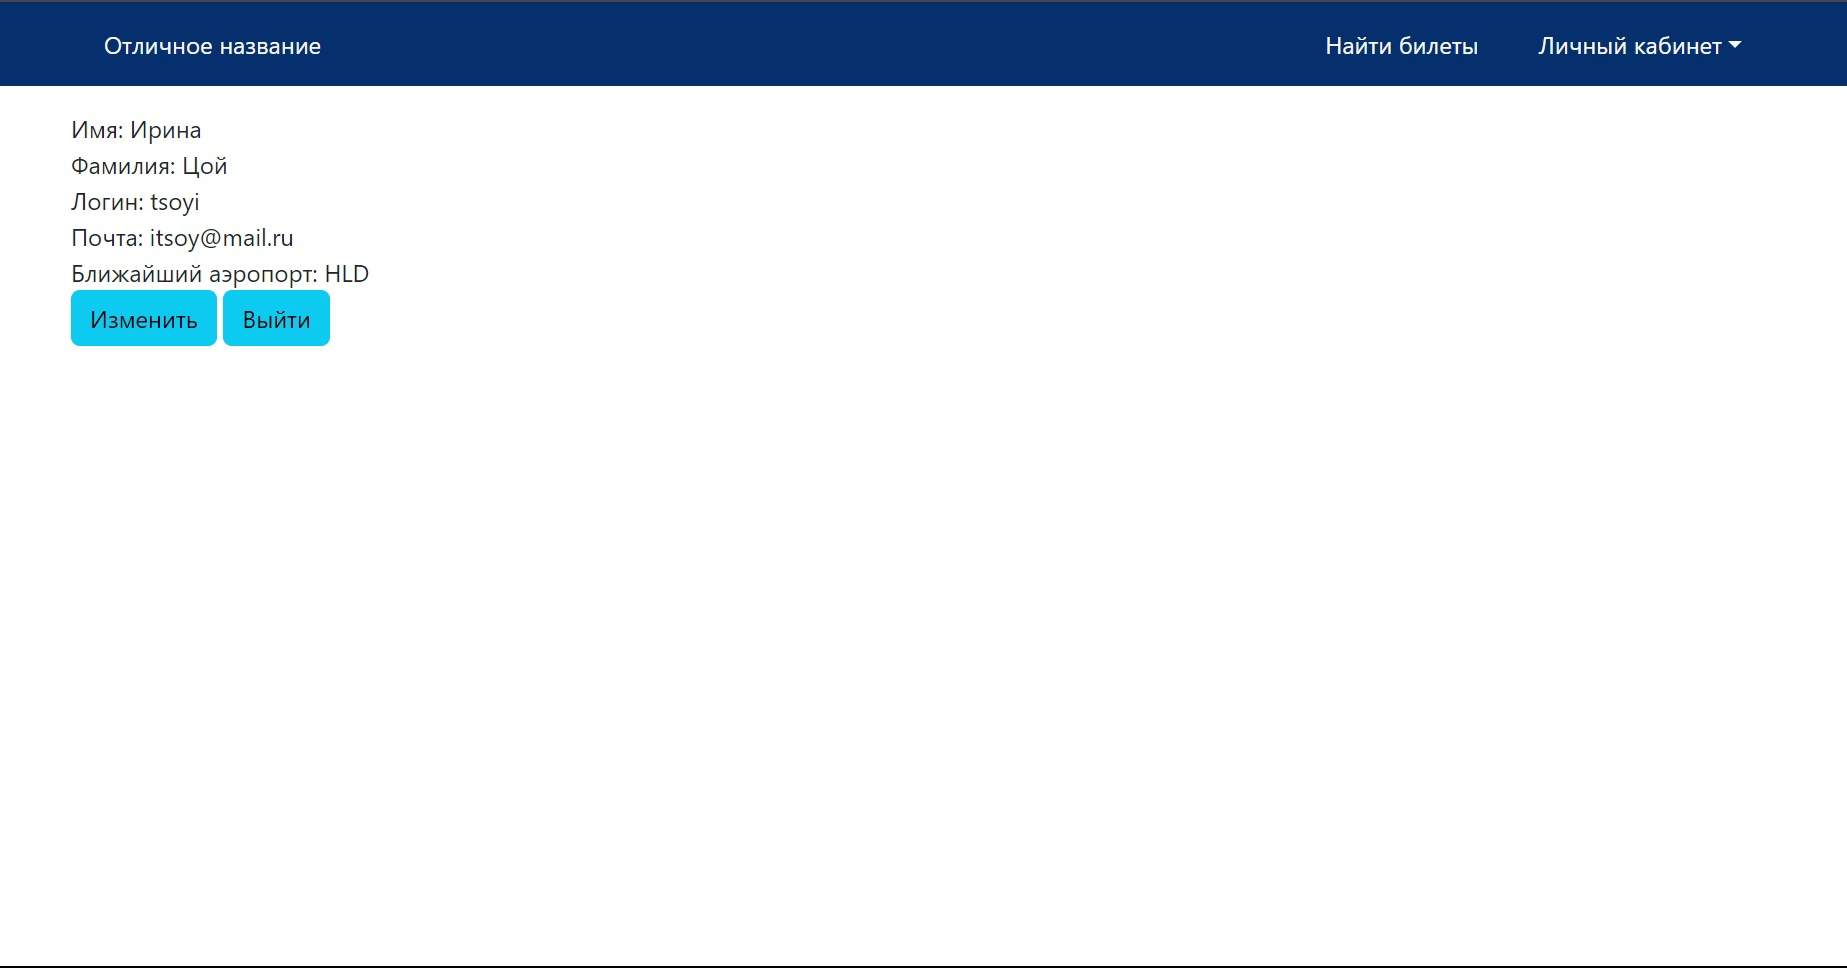 Отличное название
Найти билеты
Личный кабинет
Имя: Ирина
Фамилия: Цой
Логин: tsoyi
Почта: itsoy@mail.ru
Ближайший аэропорт: HLD
Изменить
Выйти